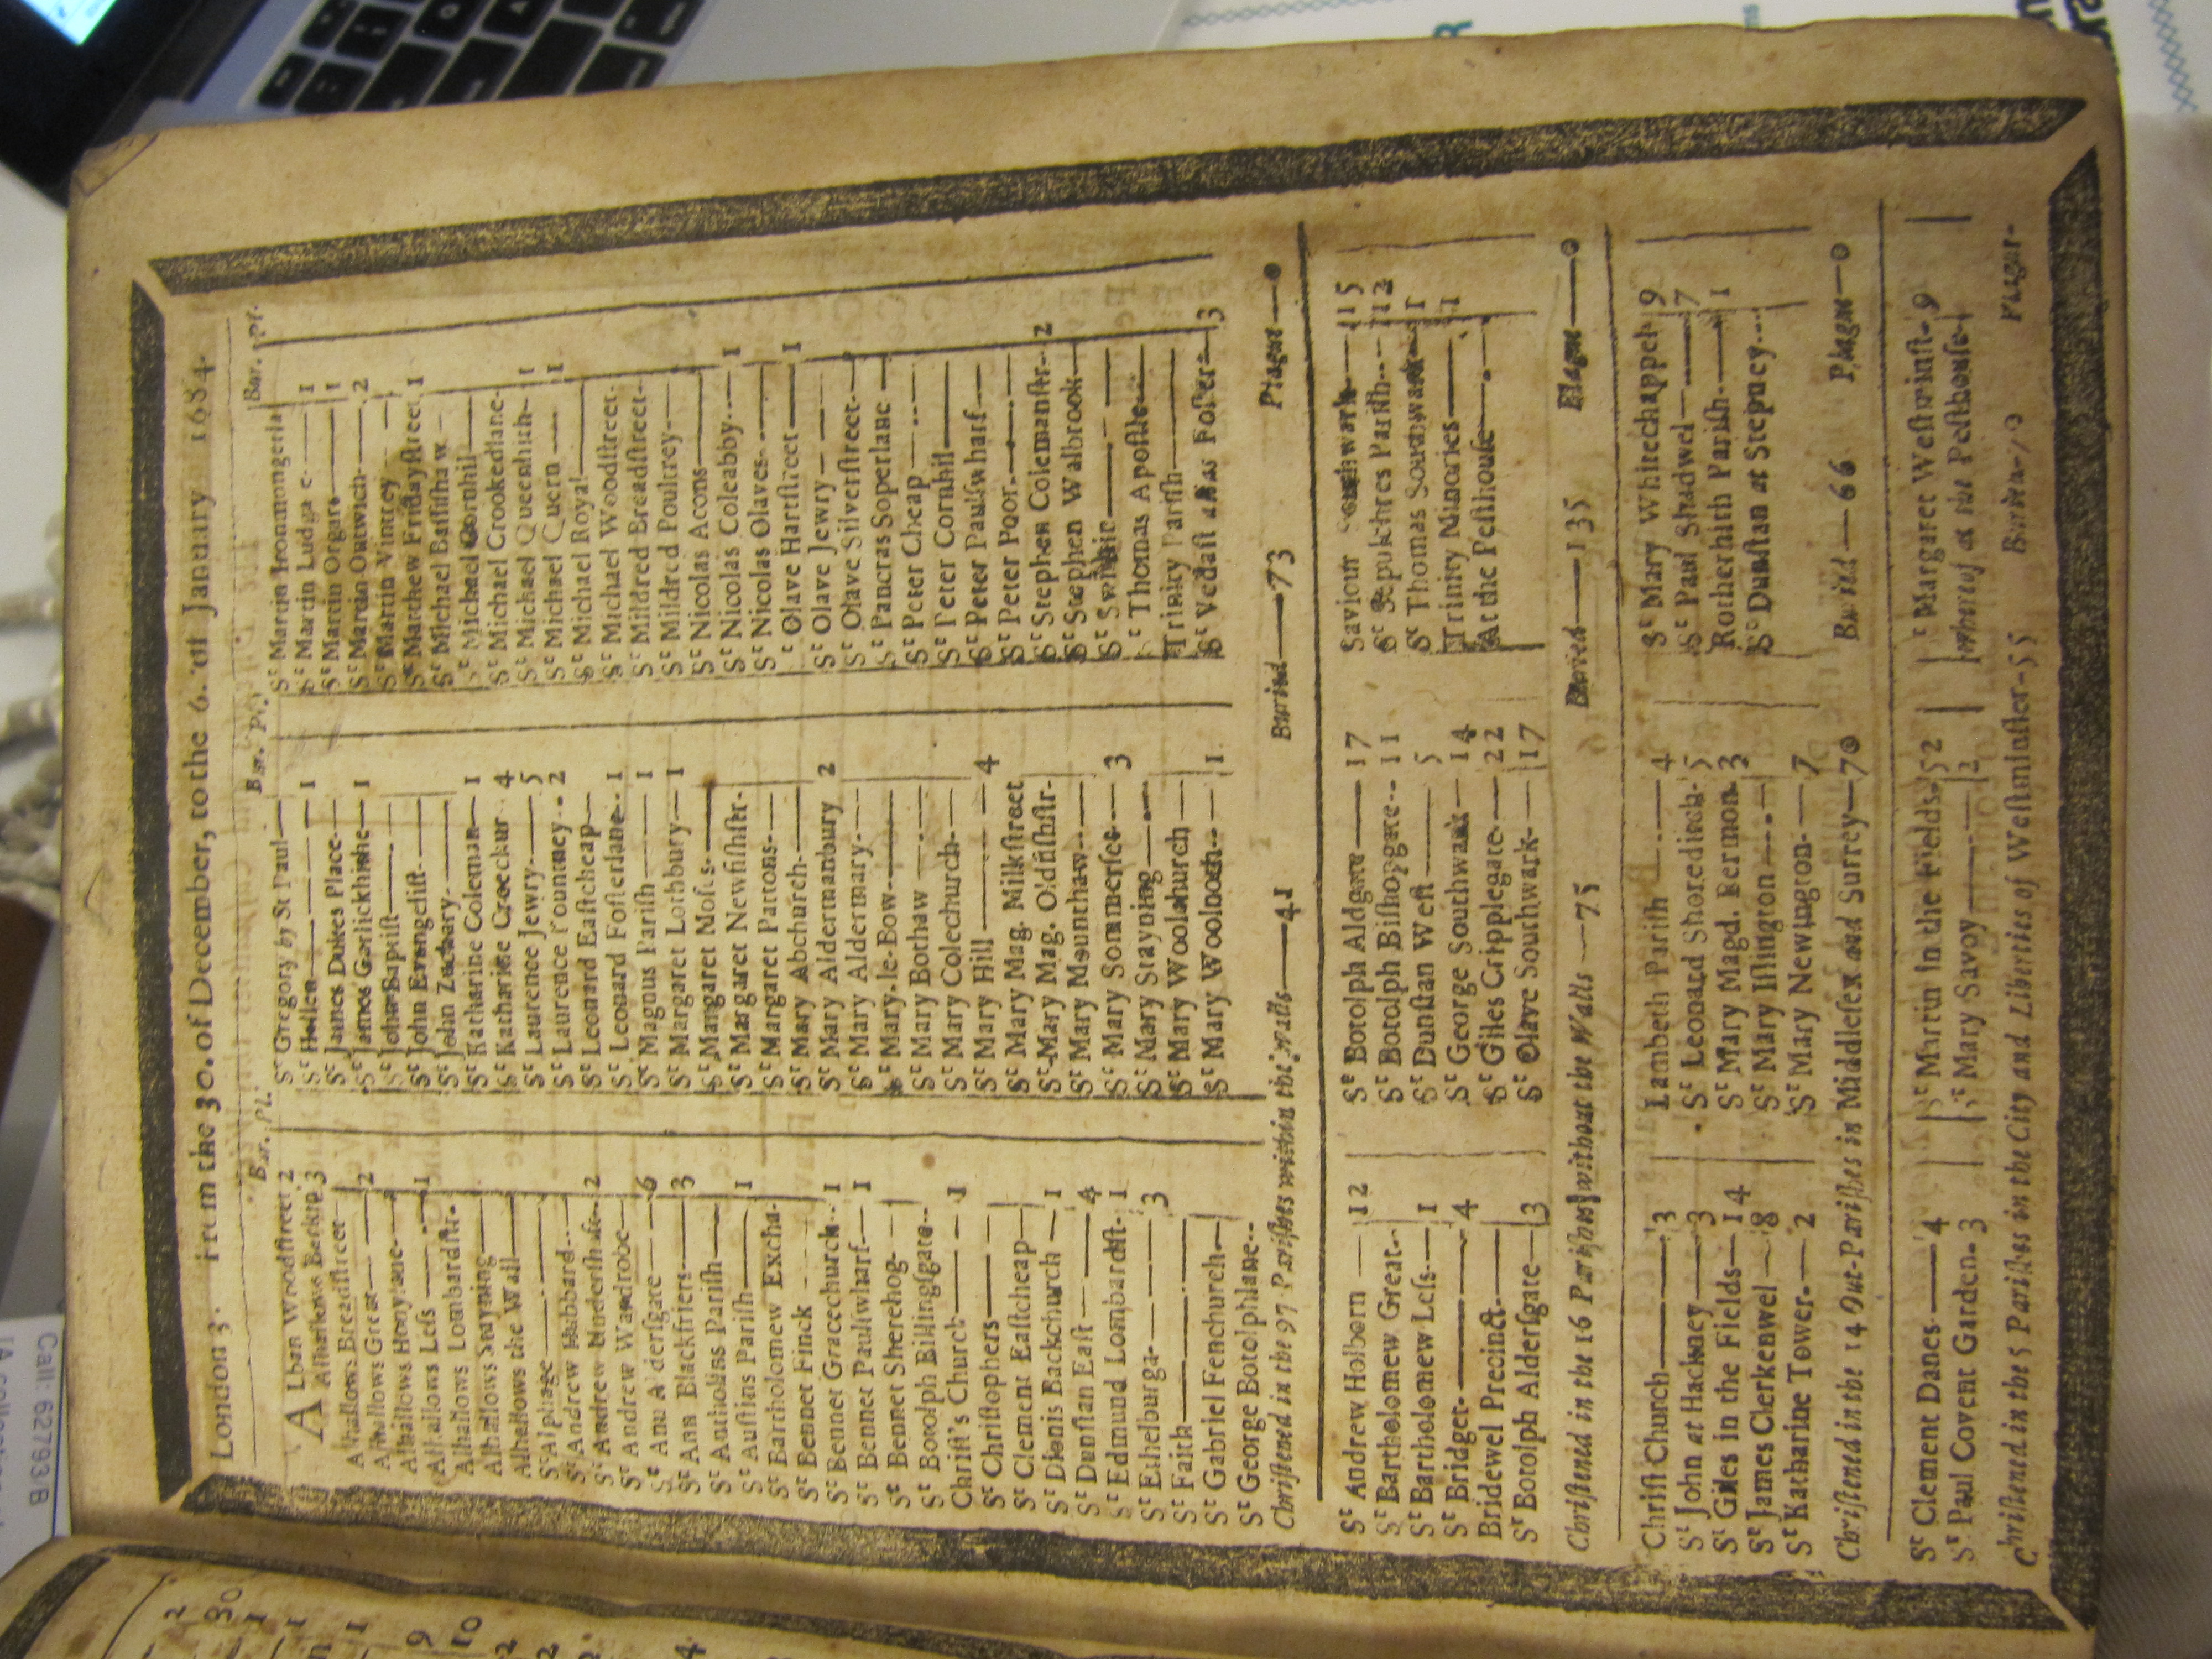 London 3. From the 30. of December, to the 6. of January 1684.
Bur. Pl.
A Lban Woodstreet 2
Alhallows Barking 3
Alhallows Breadstreet
Alhallows Great 2
Alhallows Honylane
Alhallows Less 1
Alhallows Lombardstr.
Alhallows Stayning
Alhallows the Wall
St Alphage
St Andrew Hubbard
St Andrew Undershaft 2
St Andrew Wardrobe
St Ann Aldersgate 6
St Ann Blackfriers 3
St Antholins Parish
St Austins Parish 1
St Bartholomew Excha.
St Bennet Finck
St Bennet Gracechurch 1
St Bennet Paulſwharf 1
St Bennet Sherehog
St Botolph Billingſgate
Chriſt's Church 1
St Chriſtophers
St Clement Eaſtcheap
St Dionis Backchurch 1
St Dunſtan Eaſt 4
St Edmund Lombardſt. 1
St Ethelburga 3
St Faith
St Gabriel Fenchurch
St George Botolphlane
Bur. Pl.
St Gregory by St Paul
St Hellen 1
St James Dukes Place
St James Garlickhithe 1
St John Baptiſt
St John Evangeliſt
St John Zachary
St Katharine Coleman 1
St Katharine Creechur 4
St Laurence Jewry 5
St Laurence Pountney 2
St Leonard Eaſtcheap
St Leonard Foſterlane 1
St Magnus Pariſh 1
St Margaret Lothbury 1
St Margaret Moſes
St Margaret Newfiſhſtr.
St Margaret Pattons
St Mary Abchurch
St Mary Aldermanbury 2
St Mary Aldermary
St Mary-le-Bow
St Mary Bothaw
St Mary Colechurch
St Mary Hill 4
St Mary Mag. Milkſtreet
St Mary Mag. Oldfiſhſtr.
St Mary Mounthaw
St Mary Sommerſet 3
St Mary Stayning
St Mary Woolchurch
St Mary Woolnoth 1
Bur. Pl.
St Martin Ironmongerla
St Martin Ludgate 1
St Martin Orgars 1
St Martin Outwich 2
St Martin Vintrey
St Matthew Fridayſtreet 1
St Michael Baſſiſhaw
St Michael Cornhil
St Michael Crookedlane
St Michael Queenhith 1
St Michael Quern 1
St Michael Royal
St Michael Woodſtreet
St Mildred Breadſtreet
St Mildred Poultrey
St Nicolas Acons
St Nicolas Coleabby 1
St Nicolas Olaves
St Olave Hartſtreet 1
St Olave Jewry
St Olave Silverſtreet
St Pancras Soperlane
St Peter Cheap
St Peter Cornhil
St Peter Paulſwharf
St Peter Poor
St Stephen Colemanſtr. 2
St Stephen Walbrook
St Swithin
St Thomas Apoſtle
Trinity Pariſh
St Vedaſt alias Foſter 3
Chriſtened in the 97 Pariſhes within the Walls 41 Buried 73 Plague 0
St Andrew Holborn 12
St Bartholomew Great
St Bartholomew Leſs 1
St Bridget 4
Bridewel Precinct
St Botolph Alderſgate 3
St Botolph Aldgate 17
St Botolph Biſhopſgate 11
St Dunſtan Weſt 5
St George Southwark 14
St Giles Cripplegate 22
St Olave Southwark 17
Saviour Southwark 15
St Sepulchres Pariſh 12
St Thomas Southwark 1
Trinity Minories 1
At the Peſthouſe
Chriſtened in the 16 Pariſhes without the Walls 75 Buried 135 Plague 0
Chriſt Church 3
St John at Hackney 3
St Giles in the Fields 14
St James Clerkenwel 8
St Katharine Tower 2
Lambeth Pariſh 4
St Leonard Shoreditch 5
St Mary Magd. Bermon. 3
St Mary Iſlington
St Mary Newington 7
St Mary Whitechappel 9
St Paul Shadwel 7
Rotherhith Pariſh 1
St Dunſtan at Stepney
Chriſtened in the 14 Out-Pariſhes in Middleſex and Surrey 70 Buried 66 Plague 0
St Clement Danes 4
St Paul Covent Garden 3
St Martin in the Fields 52
St Mary Savoy 2
St Margaret Weſtminſt. 9
whereof at the Peſthouſe
Chriſtened in the 5 Pariſhes in the City and Liberties of Weſtminſter 55 Buried 70 Plague
Call: 62793 B